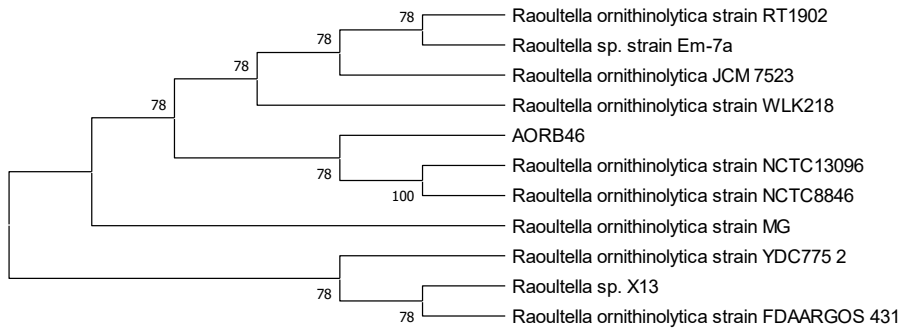 78 Raoultella ornithinolytica strain RT1902
78 Raoultella sp. strain Em-7a
78 Raoultella ornithinolytica JCM 7523
78 Raoultella ornithinolytica strain WLK218
AORB46
78 Raoultella ornithinolytica strain NCTC13096
100 Raoultella ornithinolytica strain NCTC8846
Raoultella ornithinolytica strain MG
Raoultella ornithinolytica strain YDC775 2
78 Raoultella sp. X13
78 Raoultella ornithinolytica strain FDAARGOS 431